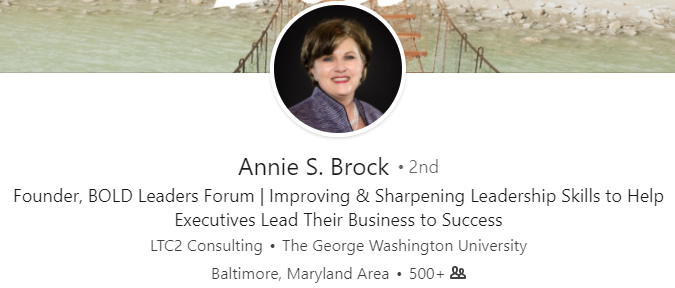 Annie S. Brock • 2nd
Founder, BOLD Leaders Forum | Improving & Sharpening Leadership Skills to Help
Executives Lead Their Business to Success
LTC2 Consulting • The George Washington University
Baltimore, Maryland Area • 500+